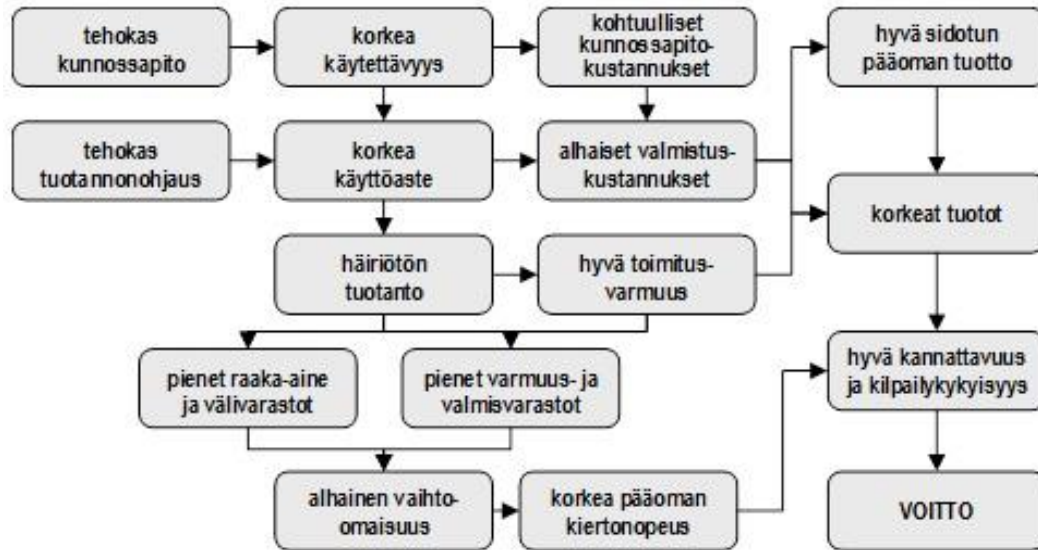 tehokas
kunnossapito
korkea
käytettävyys
kohtuulliset
kunnossapito-
kustannukset
hyvä sidotun
pääoman tuotto
tehokas
tuotannonohjaus
korkea
käyttöaste
alhaiset valmistus-
kustannukset
korkeat tuotot
häiriötön
tuotanto
hyvä toimitus-
varmuus
pienet raaka-aine
ja välivarastot
pienet varmuus- ja
valmisvarastot
hyvä kannattavuus
ja kilpailykykyisyys
alhainen vaihto-
omaisuus
korkea pääoman
kiertonopeus
VOITTO